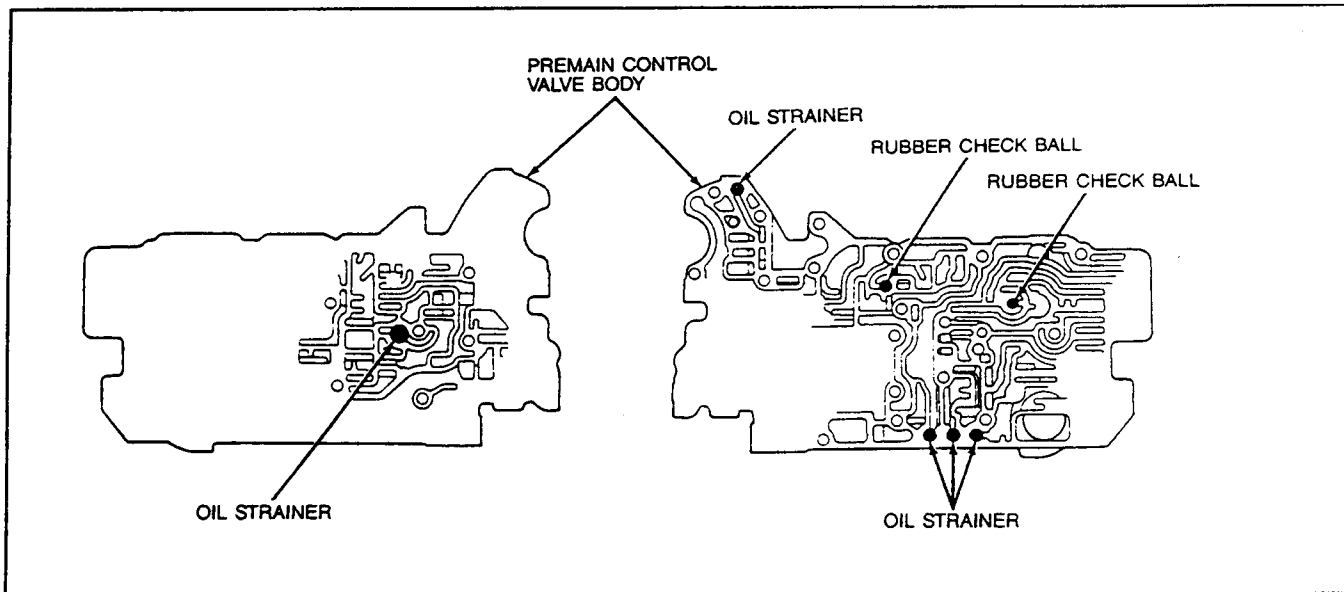 PREMAIN CONTROL
VALVE BODY
OIL STRAINER
RUBBER CHECK BALL
RUBBER CHECK BALL
OIL STRAINER
OIL STRAINER